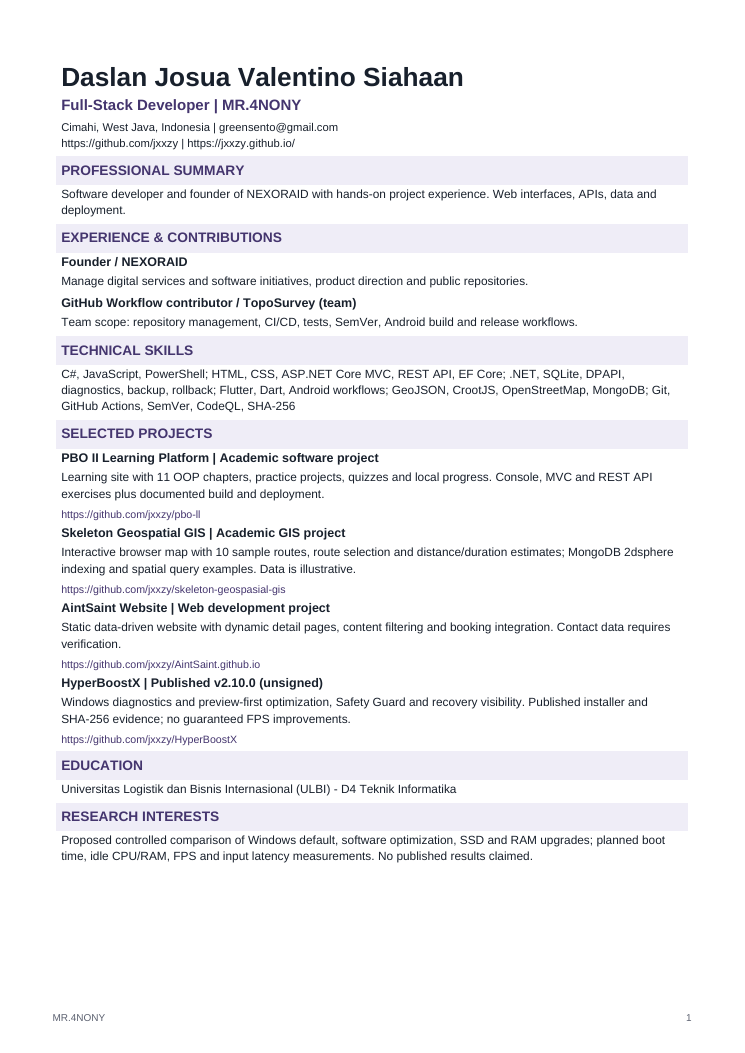 Daslan Josua Valentino Siahaan
Full-Stack Developer | MR.4NONY
Cimahi, West Java, Indonesia | greensento@gmail.com
https://github.com/jxxzy | https://jxxzy.github.io/
PROFESSIONAL SUMMARY
Software developer and founder of NEXORAID with hands-on project experience. Web interfaces, APIs, data and
deployment.
EXPERIENCE & CONTRIBUTIONS
Founder / NEXORAID
Manage digital services and software initiatives, product direction and public repositories.
GitHub Workflow contributor / TopoSurvey (team)
Team scope: repository management, CI/CD, tests, SemVer, Android build and release workflows.
TECHNICAL SKILLS
C#, JavaScript, PowerShell; HTML, CSS, ASP.NET Core MVC, REST API, EF Core; .NET, SQLite, DPAPI,
diagnostics, backup, rollback; Flutter, Dart, Android workflows; GeoJSON, CrootJS, OpenStreetMap, MongoDB; Git,
GitHub Actions, SemVer, CodeQL, SHA-256
SELECTED PROJECTS
PBO II Learning Platform | Academic software project
Learning site with 11 OOP chapters, practice projects, quizzes and local progress. Console, MVC and REST API
exercises plus documented build and deployment.
https://github.com/jxxzy/pbo-ll
Skeleton Geospatial GIS | Academic GIS project
Interactive browser map with 10 sample routes, route selection and distance/duration estimates; MongoDB 2dsphere
indexing and spatial query examples. Data is illustrative.
https://github.com/jxxzy/skeleton-geospasial-gis
AintSaint Website | Web development project
Static data-driven website with dynamic detail pages, content filtering and booking integration. Contact data requires
verification.
https://github.com/jxxzy/AintSaint.github.io
HyperBoostX | Published v2.10.0 (unsigned)
Windows diagnostics and preview-first optimization, Safety Guard and recovery visibility. Published installer and
SHA-256 evidence; no guaranteed FPS improvements.
https://github.com/jxxzy/HyperBoostX
EDUCATION
Universitas Logistik dan Bisnis Internasional (ULBI) - D4 Teknik Informatika
RESEARCH INTERESTS
Proposed controlled comparison of Windows default, software optimization, SSD and RAM upgrades; planned boot
time, idle CPU/RAM, FPS and input latency measurements. No published results claimed.
MR.4NONY
1